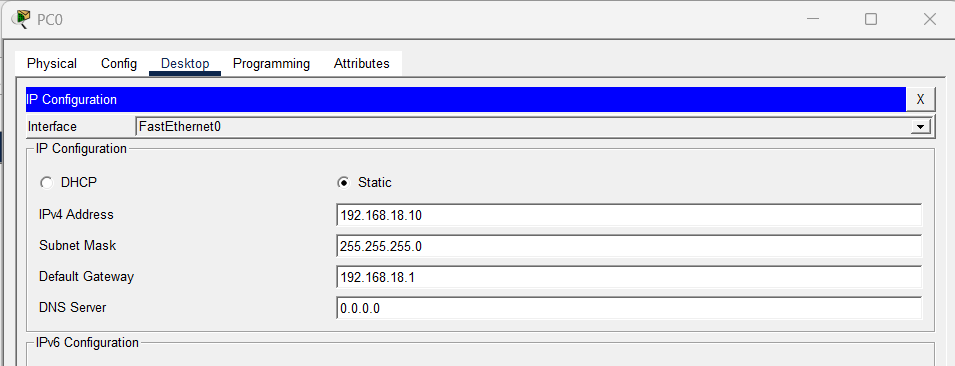 PC0
Physical Config Desktop Programming Attributes
IP Configuration X
Interface FastEthernet0
IP Configuration
DHCP Static
IPv4 Address 192.168.18.10
Subnet Mask 255.255.255.0
Default Gateway 192.168.18.1
DNS Server 0.0.0.0
IPv6 Configuration